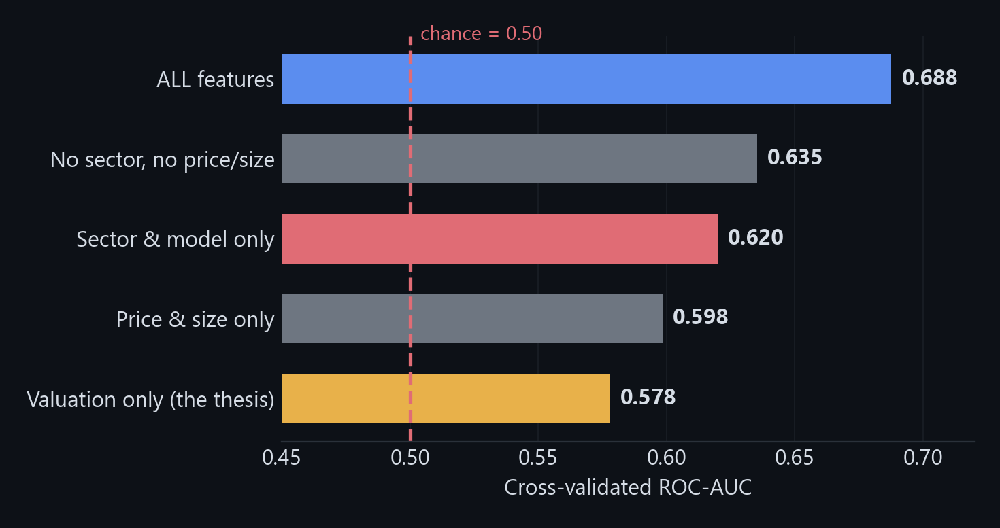 chance = 0.50
ALL features
0.688
No sector, no price/size
0.635
Sector & model only
0.620
Price & size only
0.598
Valuation only (the thesis)
0.578
0.45 0.50 0.55 0.60 0.65 0.70
Cross-validated ROC-AUC